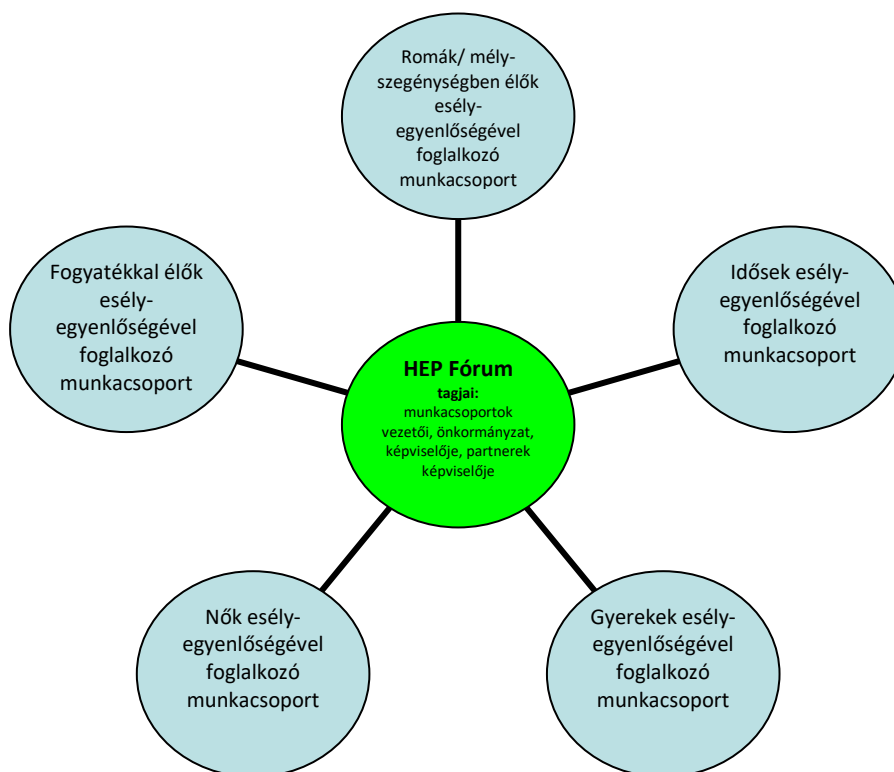 Romák/ mély-
szegénységben élők
esély-
egyenlőségével
foglalkozó
munkacsoport
Fogyatékkal élők
esély-
egyenlőségével
foglalkozó
munkacsoport
Idősek esély-
egyenlőségével
foglalkozó
munkacsoport
HEP Fórum
tagjai:
munkacsoportok
vezetői, önkormányzat,
képviselője, partnerek
képviselője
Nők esély-
egyenlőségével
foglalkozó
munkacsoport
Gyerekek esély-
egyenlőségével
foglalkozó
munkacsoport